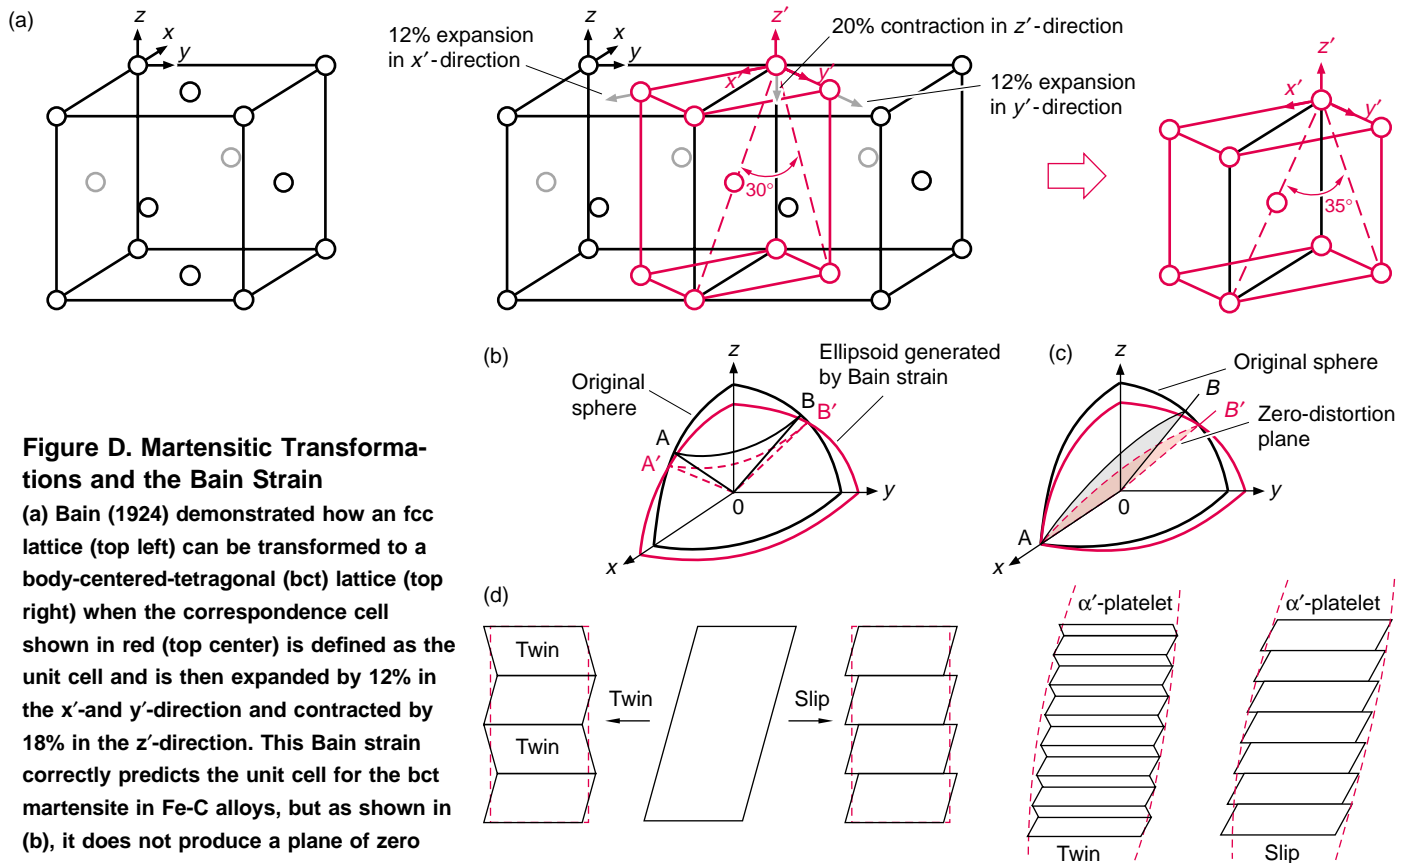 (a)
z
x
y
12% expansion
in x′-direction
z
x
y
z′
x′
y′
20% contraction in z′-direction
12% expansion
in y′-direction
30°
z′
x′
y′
35°
(b)
z
Original
sphere
Ellipsoid generated
by Bain strain
A
A′
B
B′
0
y
x
(c)
z
Original sphere
B
B′
Zero-distortion
plane
0
y
A
x
Figure D. Martensitic Transforma-
tions and the Bain Strain
(a) Bain (1924) demonstrated how an fcc
lattice (top left) can be transformed to a
body-centered-tetragonal (bct) lattice (top
right) when the correspondence cell
shown in red (top center) is defined as the
unit cell and is then expanded by 12% in
the x′-and y′-direction and contracted by
18% in the z′-direction. This Bain strain
correctly predicts the unit cell for the bct
martensite in Fe-C alloys, but as shown in
(b), it does not produce a plane of zero
(d)
Twin
Twin
Twin
Slip
α′-platelet
Twin
α′-platelet
Slip